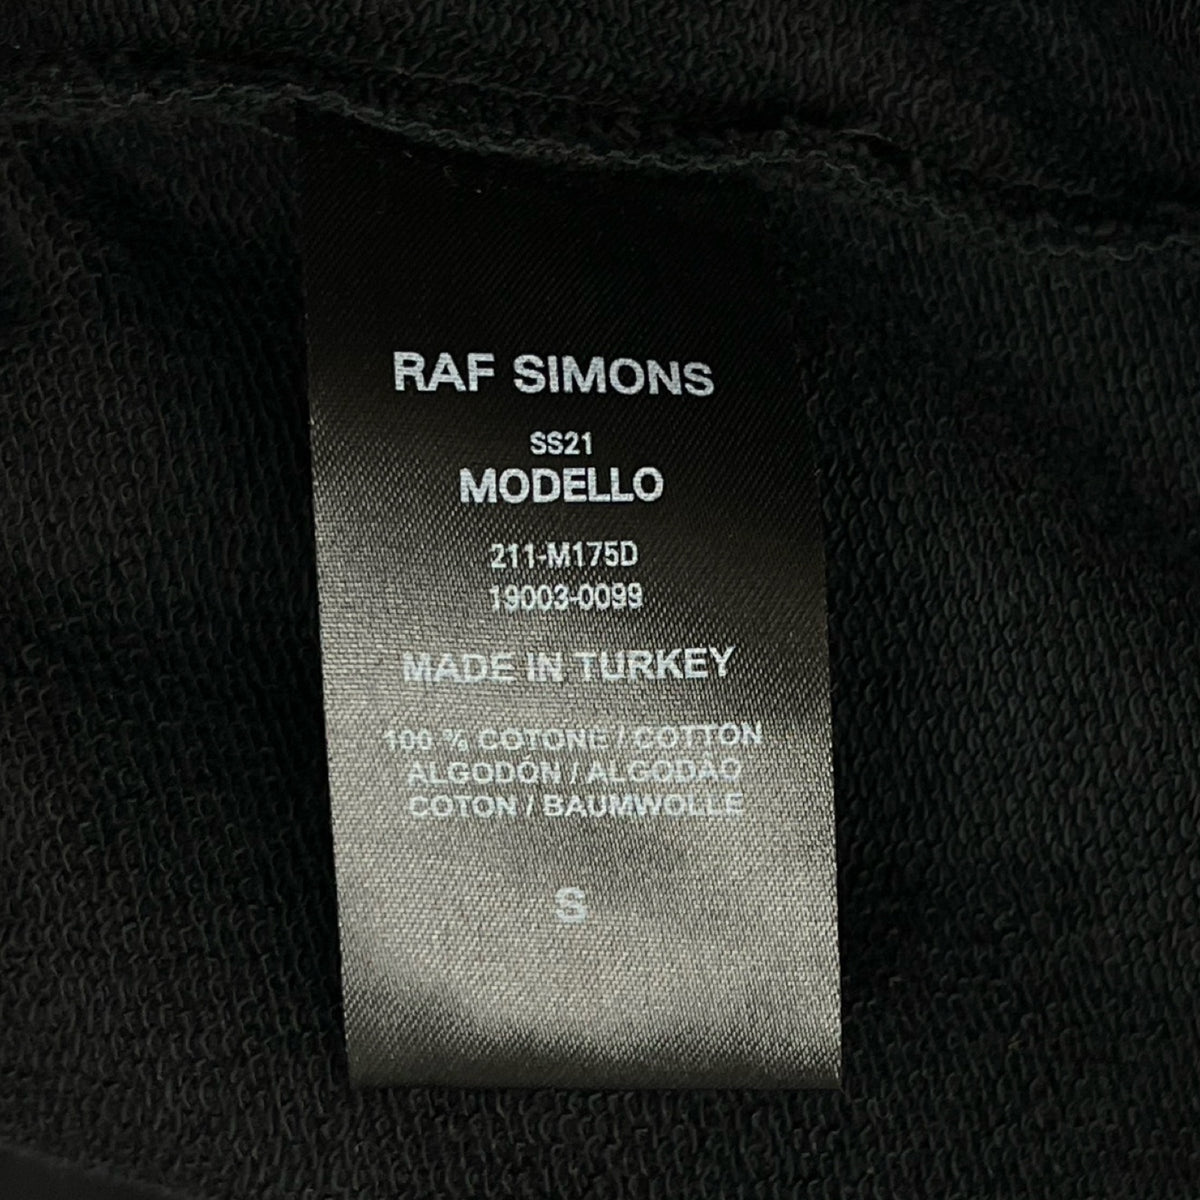 RAF SIMONS
SS21
MODELLO
211-M175D
19003-0099
MADE IN TURKEY
100 % COTONE / COTTON
ALGODÓN / ALGODÃO
COTON / BAUMWOLLE
S